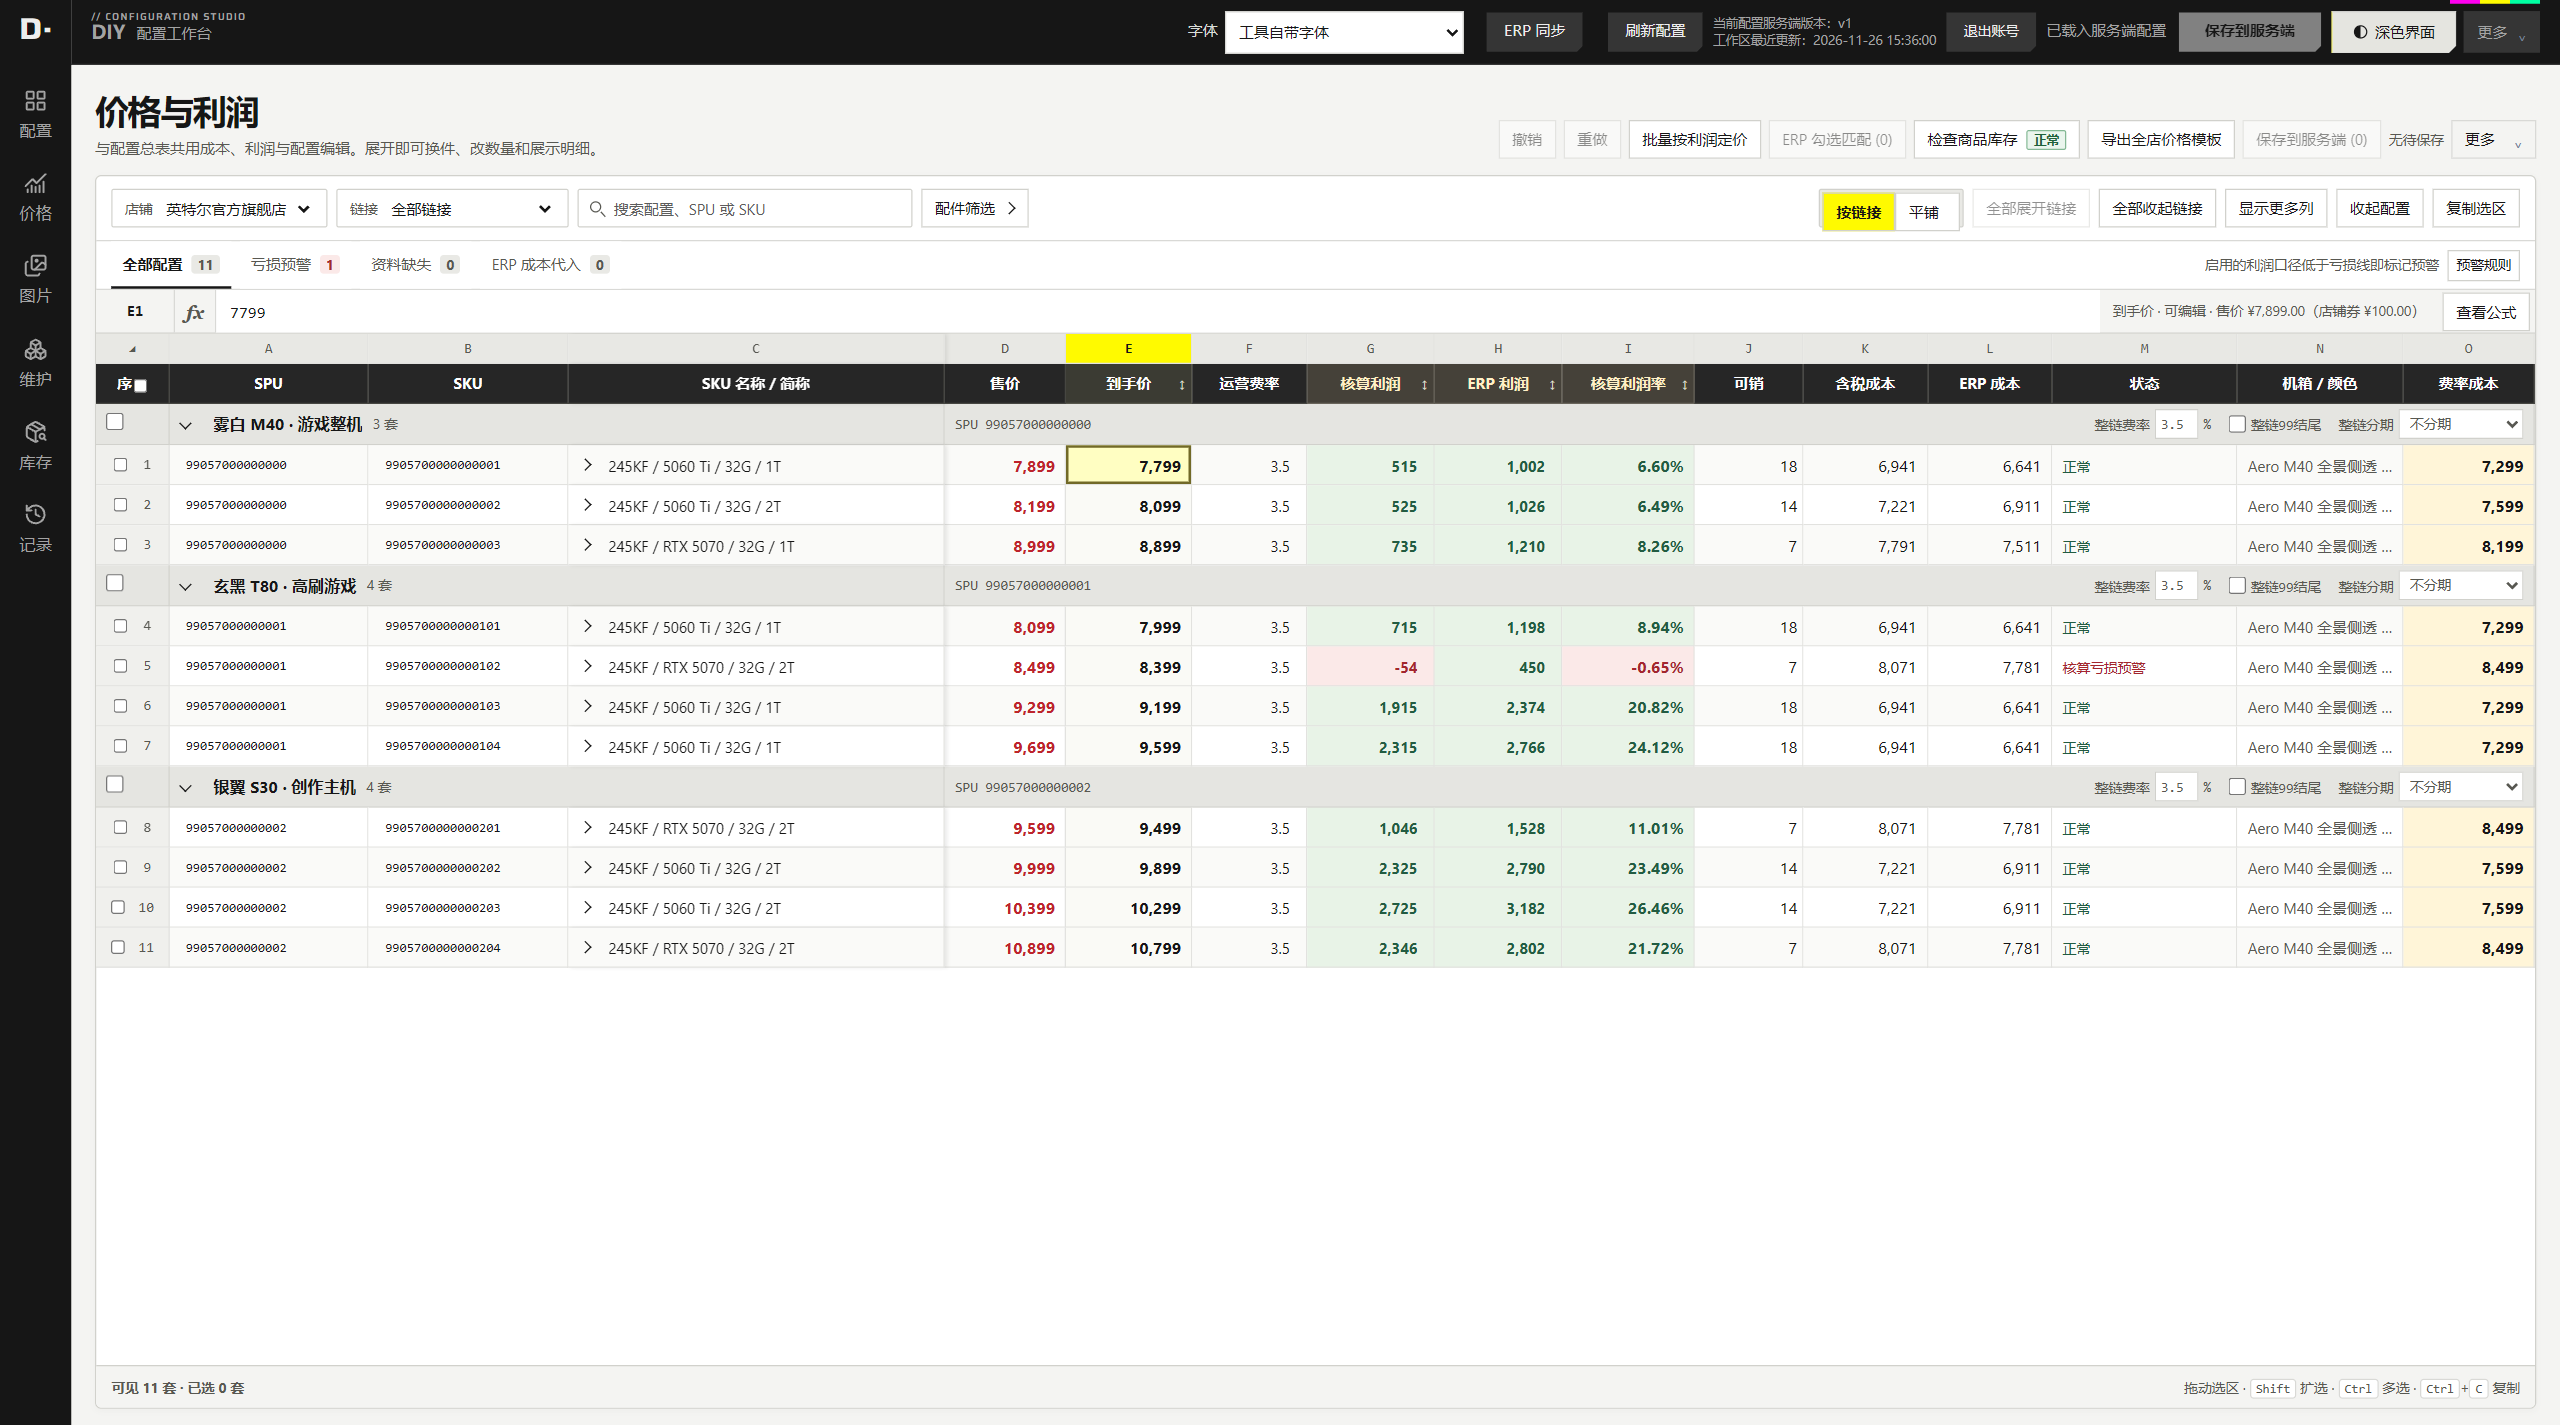 D·
// CONFIGURATION STUDIO
DIY 配置工作台
字体 工具自带字体 ERP 同步 刷新配置
当前配置服务端版本：v1
工作区最近更新：2026-11-26 15:36:00
退出账号 已载入服务端配置 保存到服务端 深色界面 更多
配置
价格
图片
维护
库存
记录
价格与利润
与配置总表共用成本、利润与配置编辑。展开即可换件、改数量和展示明细。
撤销 重做 批量按利润定价 ERP 勾选匹配 (0) 检查商品库存 正常 导出全店价格模板 保存到服务端 (0) 无待保存 更多
店铺 英特尔官方旗舰店 链接 全部链接 搜索配置、SPU 或 SKU 配件筛选
按链接 平铺 全部展开链接 全部收起链接 显示更多列 收起配置 复制选区
全部配置 11 亏损预警 1 资料缺失 0 ERP 成本代入 0 启用的利润口径低于亏损线即标记预警 预警规则
E1 fx 7799 到手价 · 可编辑 · 售价 ¥7,899.00（店铺券 ¥100.00） 查看公式
A B C D E F G H I J K L M N O
序 SPU SKU SKU 名称 / 简称 售价 到手价 ↕ 运营费率 核算利润 ↕ ERP 利润 ↕ 核算利润率 ↕ 可销 含税成本 ERP 成本 状态 机箱 / 颜色 费率成本
雾白 M40 · 游戏整机 3 套 SPU 99057000000000 整链费率 3.5 % 整链99结尾 整链分期 不分期
1 99057000000000 9905700000000001 245KF / 5060 Ti / 32G / 1T 7,899 7,799 3.5 515 1,002 6.60% 18 6,941 6,641 正常 Aero M40 全景侧透 ... 7,299
2 99057000000000 9905700000000002 245KF / 5060 Ti / 32G / 2T 8,199 8,099 3.5 525 1,026 6.49% 14 7,221 6,911 正常 Aero M40 全景侧透 ... 7,599
3 99057000000000 9905700000000003 245KF / RTX 5070 / 32G / 1T 8,999 8,899 3.5 735 1,210 8.26% 7 7,791 7,511 正常 Aero M40 全景侧透 ... 8,199
玄黑 T80 · 高刷游戏 4 套 SPU 99057000000001 整链费率 3.5 % 整链99结尾 整链分期 不分期
4 99057000000001 9905700000000101 245KF / 5060 Ti / 32G / 1T 8,099 7,999 3.5 715 1,198 8.94% 18 6,941 6,641 正常 Aero M40 全景侧透 ... 7,299
5 99057000000001 9905700000000102 245KF / RTX 5070 / 32G / 2T 8,499 8,399 3.5 -54 450 -0.65% 7 8,071 7,781 核算亏损预警 Aero M40 全景侧透 ... 8,499
6 99057000000001 9905700000000103 245KF / 5060 Ti / 32G / 1T 9,299 9,199 3.5 1,915 2,374 20.82% 18 6,941 6,641 正常 Aero M40 全景侧透 ... 7,299
7 99057000000001 9905700000000104 245KF / 5060 Ti / 32G / 1T 9,699 9,599 3.5 2,315 2,766 24.12% 18 6,941 6,641 正常 Aero M40 全景侧透 ... 7,299
银翼 S30 · 创作主机 4 套 SPU 99057000000002 整链费率 3.5 % 整链99结尾 整链分期 不分期
8 99057000000002 9905700000000201 245KF / RTX 5070 / 32G / 2T 9,599 9,499 3.5 1,046 1,528 11.01% 7 8,071 7,781 正常 Aero M40 全景侧透 ... 8,499
9 99057000000002 9905700000000202 245KF / 5060 Ti / 32G / 2T 9,999 9,899 3.5 2,325 2,790 23.49% 14 7,221 6,911 正常 Aero M40 全景侧透 ... 7,599
10 99057000000002 9905700000000203 245KF / 5060 Ti / 32G / 2T 10,399 10,299 3.5 2,725 3,182 26.46% 14 7,221 6,911 正常 Aero M40 全景侧透 ... 7,599
11 99057000000002 9905700000000204 245KF / RTX 5070 / 32G / 2T 10,899 10,799 3.5 2,346 2,802 21.72% 7 8,071 7,781 正常 Aero M40 全景侧透 ... 8,499
可见 11 套 · 已选 0 套 拖动选区 · Shift 扩选 · Ctrl 多选 · Ctrl + C 复制